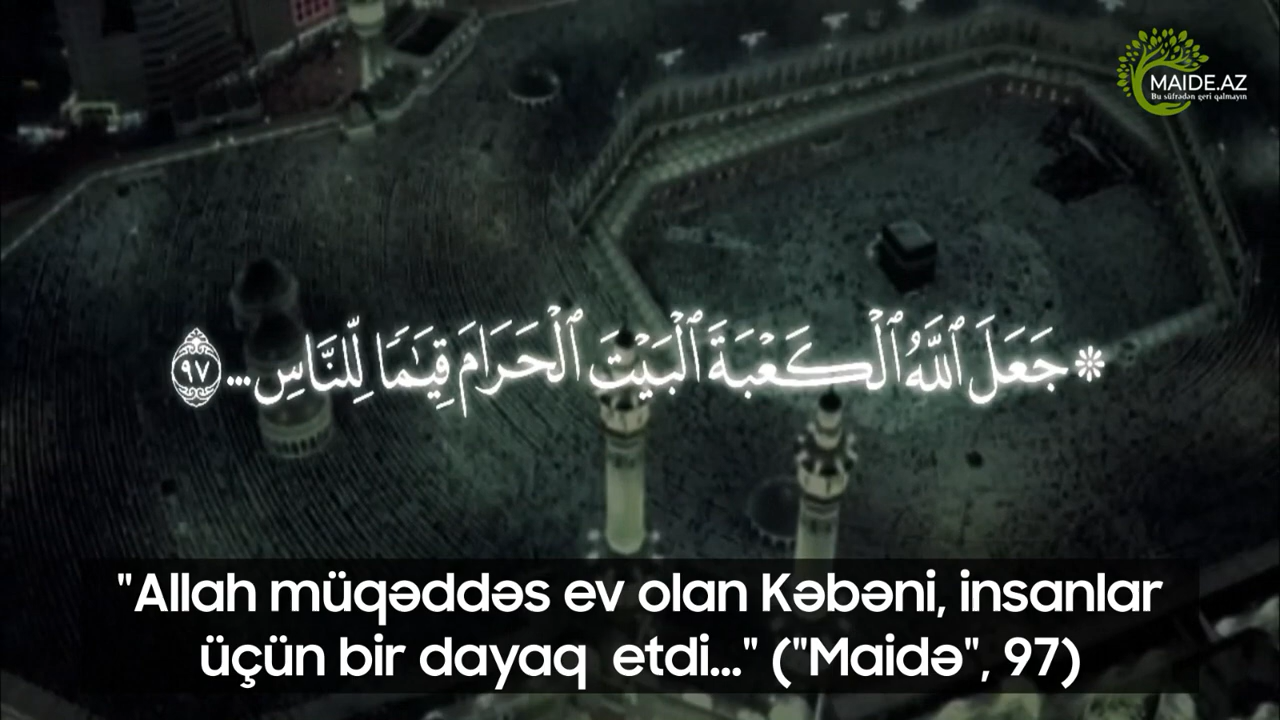 MAIDE.AZ
Bu süfrədən geri qalmayın
۞ جَعَلَ ٱللَّهُ ٱلْكَعْبَةَ ٱلْبَيْتَ ٱلْحَرَامَ قِيَـٰمًا لِّلنَّاسِ... ٩٧
"Allah müqəddəs ev olan Kəbəni, insanlar
üçün bir dayaq etdi..." ("Maidə", 97)